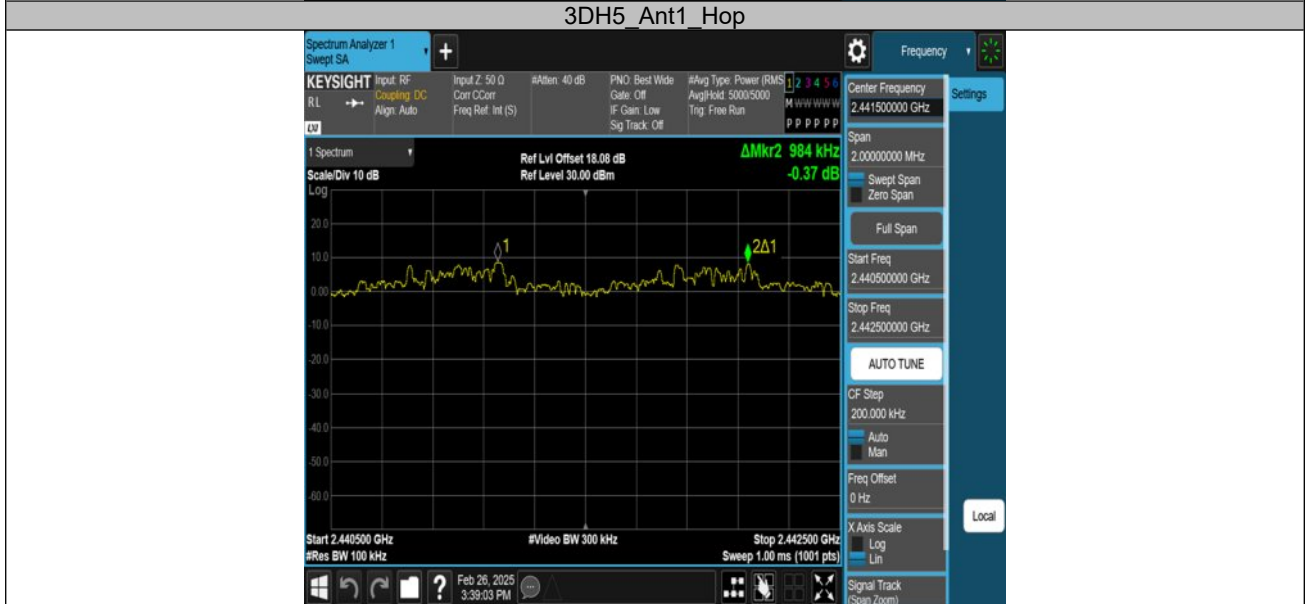 3DH5_Ant1_Hop
Spectrum Analyzer 1
Swept SA
+
Frequency
KEYSIGHT
RL
LXI
Input: RF
Coupling: DC
Align: Auto
Input Z: 50 Ω
Corr CCorr
Freq Ref: Int (S)
#Atten: 40 dB
PNO: Best Wide
Gate: Off
IF Gain: Low
Sig Track: Off
#Avg Type: Power (RMS
Avg|Hold: 5000/5000
Trig: Free Run
1 2 3 4 5 6
M W W W W W
P P P P P P
1 Spectrum
Scale/Div 10 dB
Log
Ref Lvl Offset 18.08 dB
Ref Level 30.00 dBm
ΔMkr2 984 kHz
-0.37 dB
20.0
10.0
0.00
-10.0
-20.0
-30.0
-40.0
-50.0
-60.0
1
2Δ1
Start 2.440500 GHz
#Res BW 100 kHz
#Video BW 300 kHz
Stop 2.442500 GHz
Sweep 1.00 ms (1001 pts)
?
Feb 26, 2025
3:39:03 PM
Center Frequency
2.441500000 GHz
Settings
Span
2.00000000 MHz
Swept Span
Zero Span
Full Span
Start Freq
2.440500000 GHz
Stop Freq
2.442500000 GHz
AUTO TUNE
CF Step
200.000 kHz
Auto
Man
Freq Offset
0 Hz
X Axis Scale
Log
Lin
Local
Signal Track
(Span Zoom)